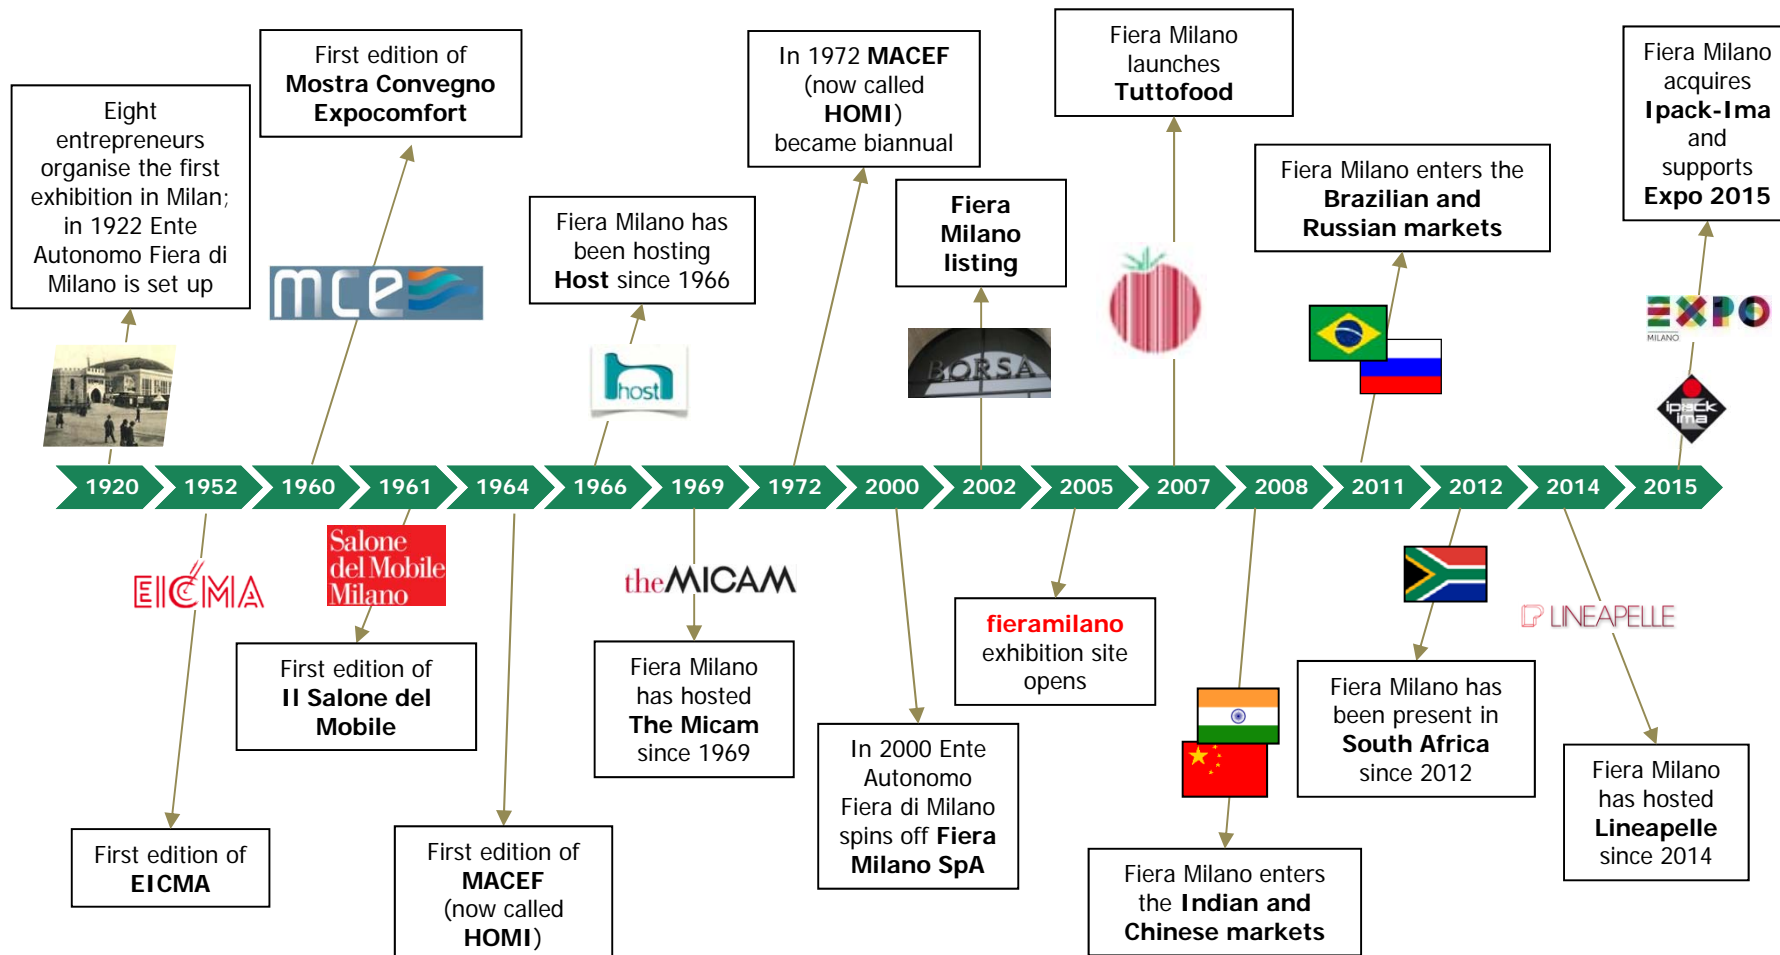 First edition of
Mostra Convegno
Expocomfort
In 1972 MACEF
(now called
HOMI)
became biannual
Fiera Milano
launches
Tuttofood
Fiera Milano
acquires
Ipack-Ima
and
supports
Expo 2015
Eight
entrepreneurs
organise the first
exhibition in Milan;
in 1922 Ente
Autonomo Fiera di
Milano is set up
Fiera Milano has
been hosting
Host since 1966
Fiera
Milano
listing
Fiera Milano enters the
Brazilian and
Russian markets
mce
host
BORSA
EXPO
MILANO
ipack
ima
1920
1952
1960
1961
1964
1966
1969
1972
2000
2002
2005
2007
2008
2011
2012
2014
2015
EICMA
Salone
del Mobile
Milano
theMICAM
LINEAPELLE
First edition of
Il Salone del
Mobile
Fiera Milano
has hosted
The Micam
since 1969
fieramilano
exhibition site
opens
Fiera Milano has
been present in
South Africa
since 2012
First edition of
EICMA
First edition of
MACEF
(now called
HOMI)
In 2000 Ente
Autonomo
Fiera di Milano
spins off Fiera
Milano SpA
Fiera Milano enters
the Indian and
Chinese markets
Fiera Milano
has hosted
Lineapelle
since 2014